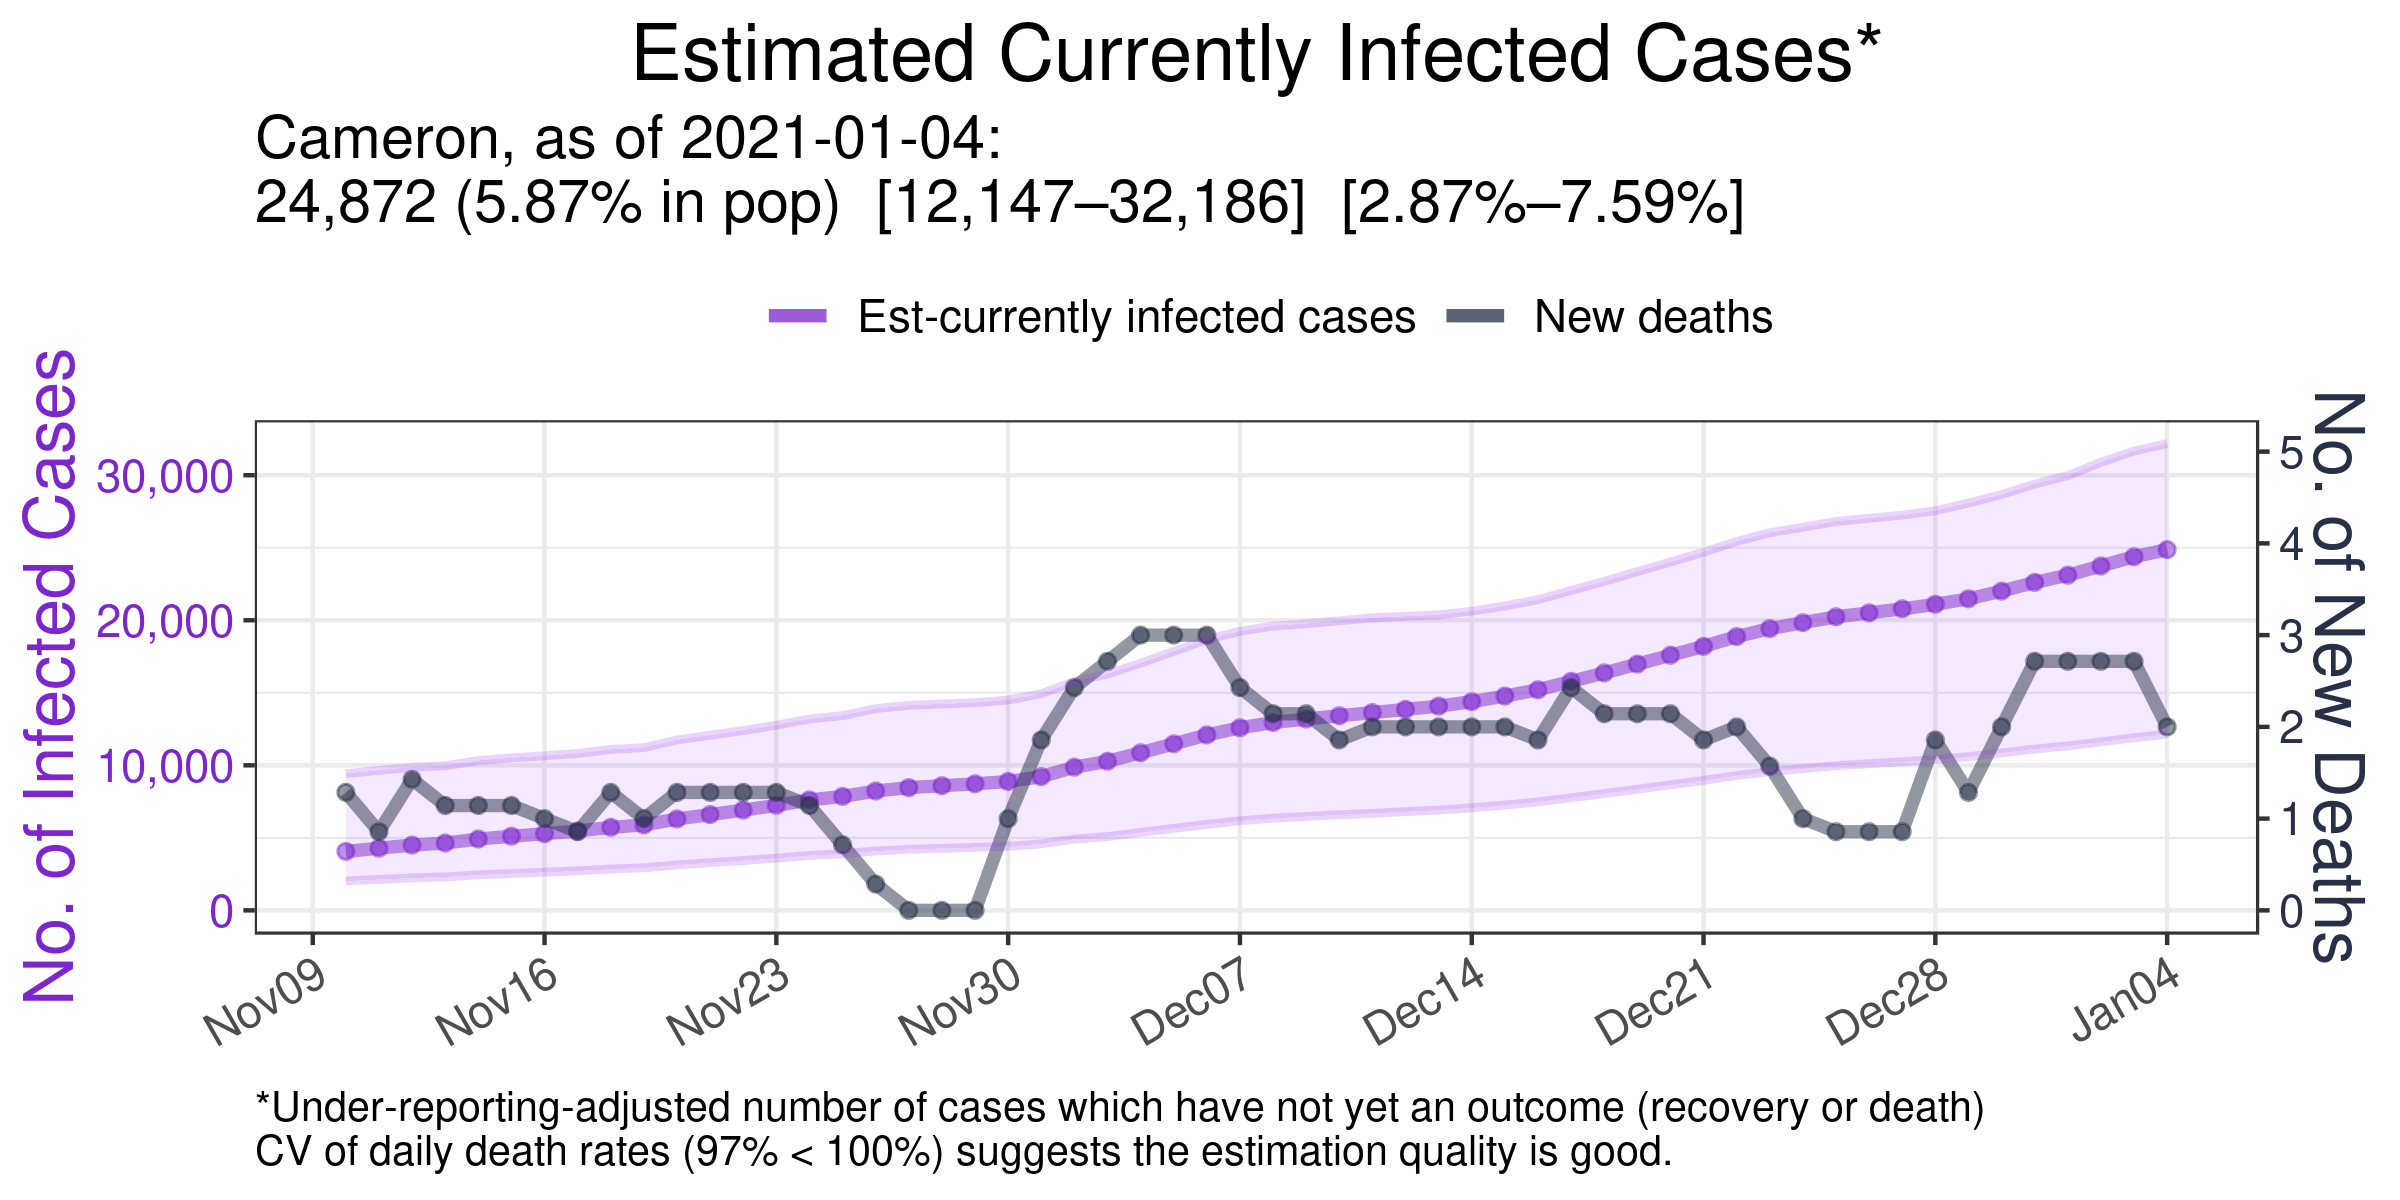 Estimated Currently Infected Cases*
Cameron, as of 2021-01-04:
24,872 (5.87% in pop)  [12,147–32,186]  [2.87%–7.59%]
Est-currently infected cases
New deaths
No. of Infected Cases
30,000
20,000
10,000
0
5
4
3
2
1
0
No. of New Deaths
Nov09
Nov16
Nov23
Nov30
Dec07
Dec14
Dec21
Dec28
Jan04
*Under-reporting-adjusted number of cases which have not yet an outcome (recovery or death)
CV of daily death rates (97% < 100%) suggests the estimation quality is good.